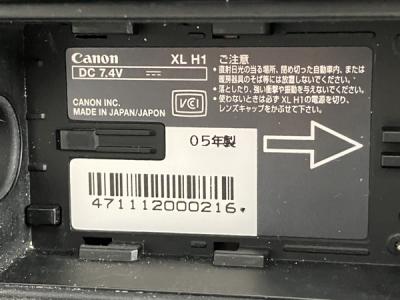 Canon XL H1
DC 7.4V
CANON INC.
MADE IN JAPAN/JAPON
VCI
ご注意
・直射日光の当る場所、閉め切った自動車内、または
暖房器具のそば等には放置しないでください。
・落としたり、強い衝撃や振動を与えないでください。
・使わないときは必ず XL H1の電源を切り、
レンズキャップをかぶせて下さい。
05年製
471112000216